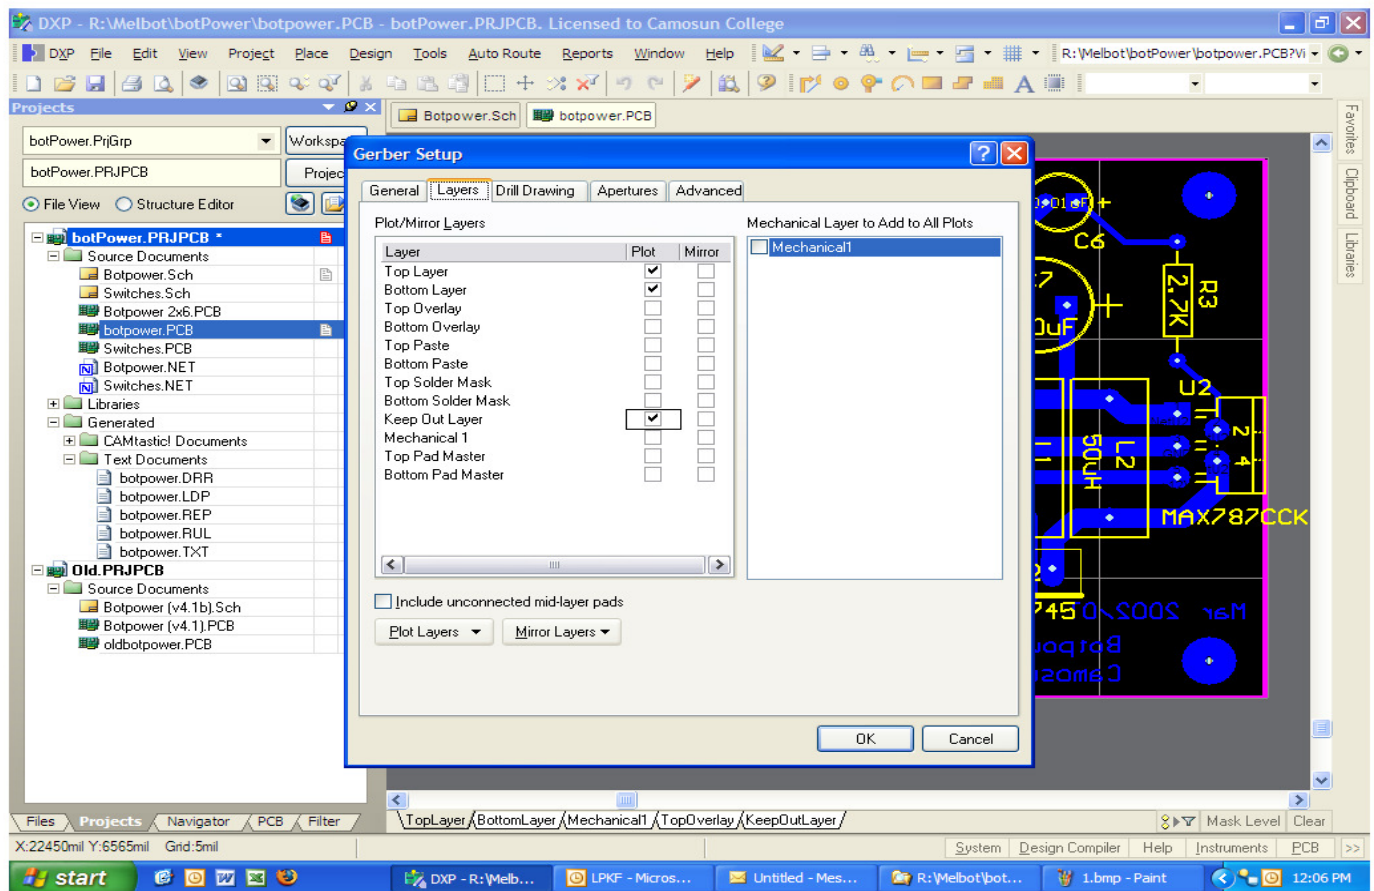 DXP - R:\Melbot\botPower\botpower.PCB - botPower.PRJPCB. Licensed to Camosun College
DXP File Edit View Project Place Design Tools Auto Route Reports Window Help R:\Melbot\botPower\botpower.PCB?Vi
Projects
Botpower.Sch botpower.PCB
botPower.PrjGrp Workspa
botPower.PRJPCB Projec
File View Structure Editor
botPower.PRJPCB *
Source Documents
Botpower.Sch
Switches.Sch
Botpower 2x6.PCB
botpower.PCB
Switches.PCB
Botpower.NET
Switches.NET
Libraries
Generated
CAMtastic! Documents
Text Documents
botpower.DRR
botpower.LDP
botpower.REP
botpower.RUL
botpower.TXT
Old.PRJPCB
Source Documents
Botpower (v4.1b).Sch
Botpower (v4.1).PCB
oldbotpower.PCB
Files Projects Navigator PCB Filter
Gerber Setup
General Layers Drill Drawing Apertures Advanced
Plot/Mirror Layers
Layer Plot Mirror
Top Layer
Bottom Layer
Top Overlay
Bottom Overlay
Top Paste
Bottom Paste
Top Solder Mask
Bottom Solder Mask
Keep Out Layer
Mechanical 1
Top Pad Master
Bottom Pad Master
Include unconnected mid-layer pads
Plot Layers Mirror Layers
Mechanical Layer to Add to All Plots
Mechanical1
OK Cancel
C6
R3
2.7K
0uF
U2
L2
50uH
2
4
MAX787CCK
745
Mar 2002/0
Botpow
Camos
Favorites
Clipboard
Libraries
TopLayer BottomLayer Mechanical1 TopOverlay KeepOutLayer
Mask Level Clear
X:22450mil Y:6565mil Grid:5mil
System Design Compiler Help Instruments PCB >>
start DXP - R:\Melb... LPKF - Micros... Untitled - Mes... R:\Melbot\bot... 1.bmp - Paint 12:06 PM